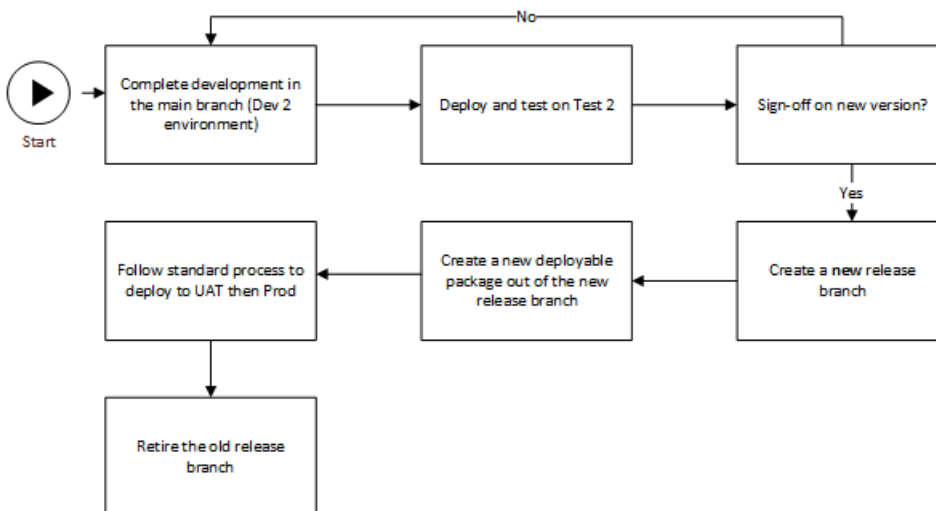 No
Start
Complete development in
the main branch (Dev 2
environment)
Deploy and test on Test 2
Sign-off on new version?
Yes
Follow standard process to
deploy to UAT then Prod
Create a new deployable
package out of the new
release branch
Create a new release
branch
Retire the old release
branch